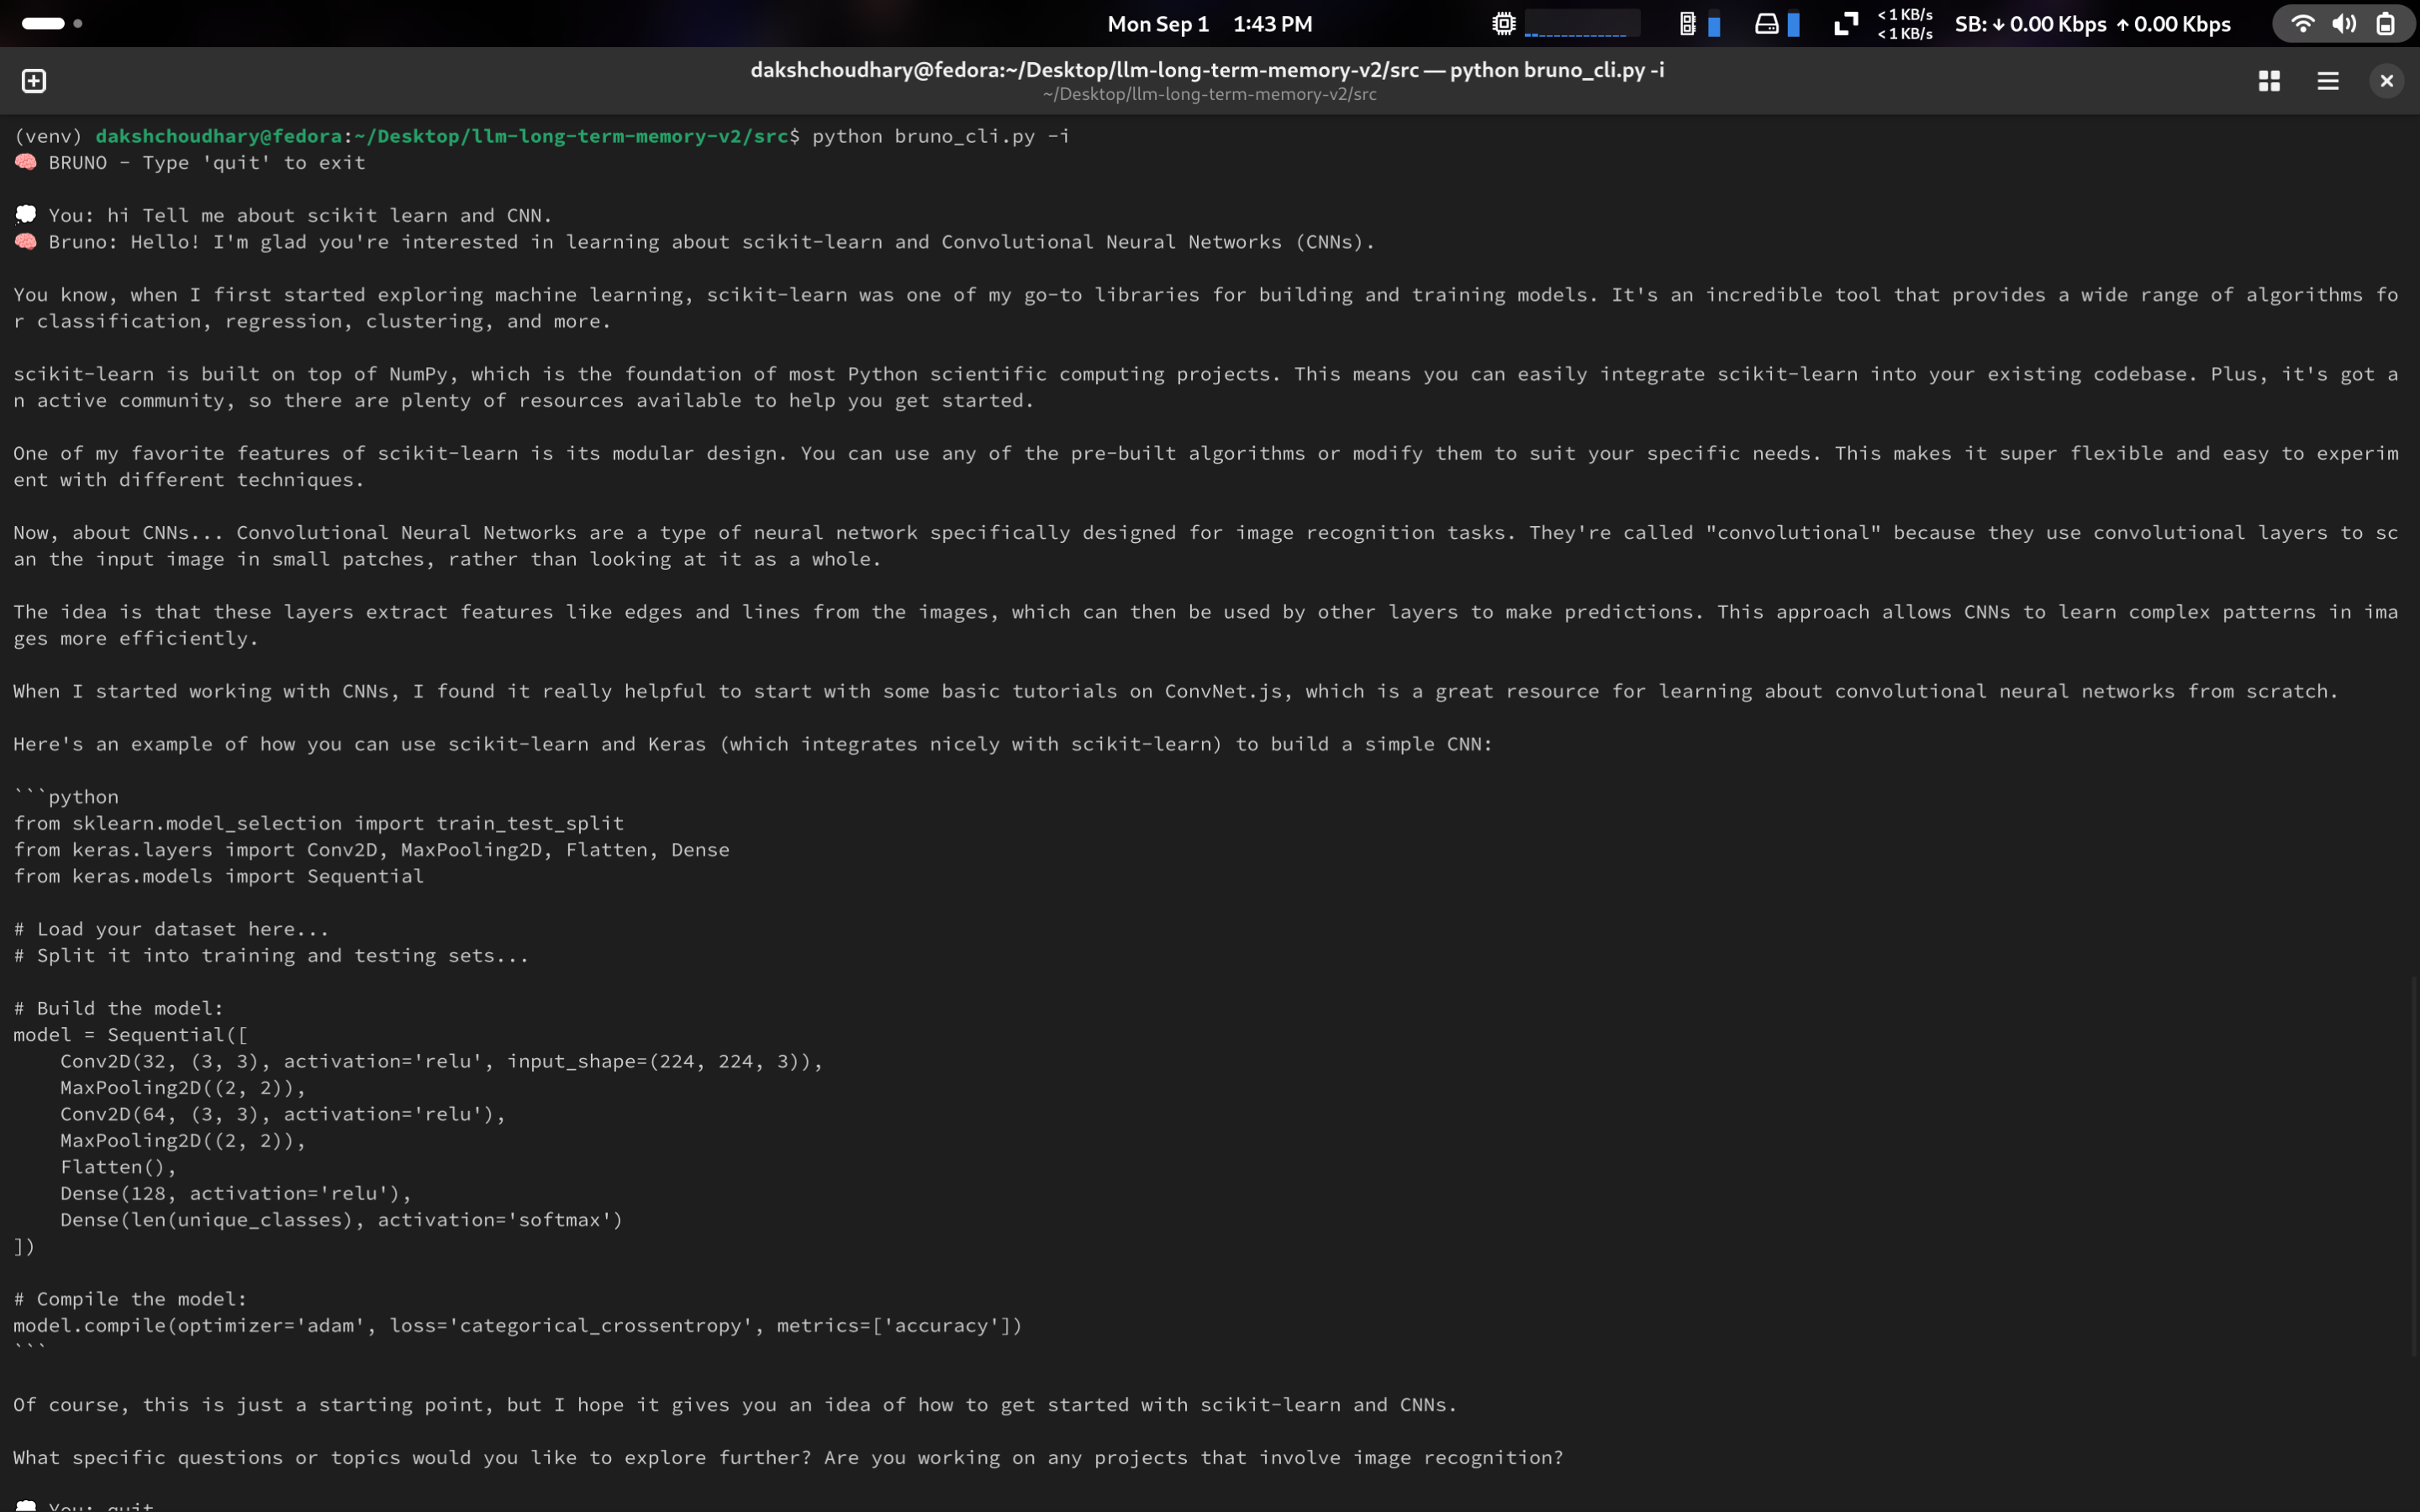 Mon Sep 1 1:43 PM
< 1 KB/s
< 1 KB/s
SB: ↓ 0.00 Kbps ↑ 0.00 Kbps
dakshchoudhary@fedora:~/Desktop/llm-long-term-memory-v2/src — python bruno_cli.py -i
~/Desktop/llm-long-term-memory-v2/src
(venv) dakshchoudhary@fedora:~/Desktop/llm-long-term-memory-v2/src$ python bruno_cli.py -i
🧠 BRUNO - Type 'quit' to exit
💭 You: hi Tell me about scikit learn and CNN.
🧠 Bruno: Hello! I'm glad you're interested in learning about scikit-learn and Convolutional Neural Networks (CNNs).
You know, when I first started exploring machine learning, scikit-learn was one of my go-to libraries for building and training models. It's an incredible tool that provides a wide range of algorithms fo
r classification, regression, clustering, and more.
scikit-learn is built on top of NumPy, which is the foundation of most Python scientific computing projects. This means you can easily integrate scikit-learn into your existing codebase. Plus, it's got a
n active community, so there are plenty of resources available to help you get started.
One of my favorite features of scikit-learn is its modular design. You can use any of the pre-built algorithms or modify them to suit your specific needs. This makes it super flexible and easy to experim
ent with different techniques.
Now, about CNNs... Convolutional Neural Networks are a type of neural network specifically designed for image recognition tasks. They're called "convolutional" because they use convolutional layers to sc
an the input image in small patches, rather than looking at it as a whole.
The idea is that these layers extract features like edges and lines from the images, which can then be used by other layers to make predictions. This approach allows CNNs to learn complex patterns in ima
ges more efficiently.
When I started working with CNNs, I found it really helpful to start with some basic tutorials on ConvNet.js, which is a great resource for learning about convolutional neural networks from scratch.
Here's an example of how you can use scikit-learn and Keras (which integrates nicely with scikit-learn) to build a simple CNN:
```python
from sklearn.model_selection import train_test_split
from keras.layers import Conv2D, MaxPooling2D, Flatten, Dense
from keras.models import Sequential
# Load your dataset here...
# Split it into training and testing sets...
# Build the model:
model = Sequential([
    Conv2D(32, (3, 3), activation='relu', input_shape=(224, 224, 3)),
    MaxPooling2D((2, 2)),
    Conv2D(64, (3, 3), activation='relu'),
    MaxPooling2D((2, 2)),
    Flatten(),
    Dense(128, activation='relu'),
    Dense(len(unique_classes), activation='softmax')
])
# Compile the model:
model.compile(optimizer='adam', loss='categorical_crossentropy', metrics=['accuracy'])
```
Of course, this is just a starting point, but I hope it gives you an idea of how to get started with scikit-learn and CNNs.
What specific questions or topics would you like to explore further? Are you working on any projects that involve image recognition?
💭 You: quit